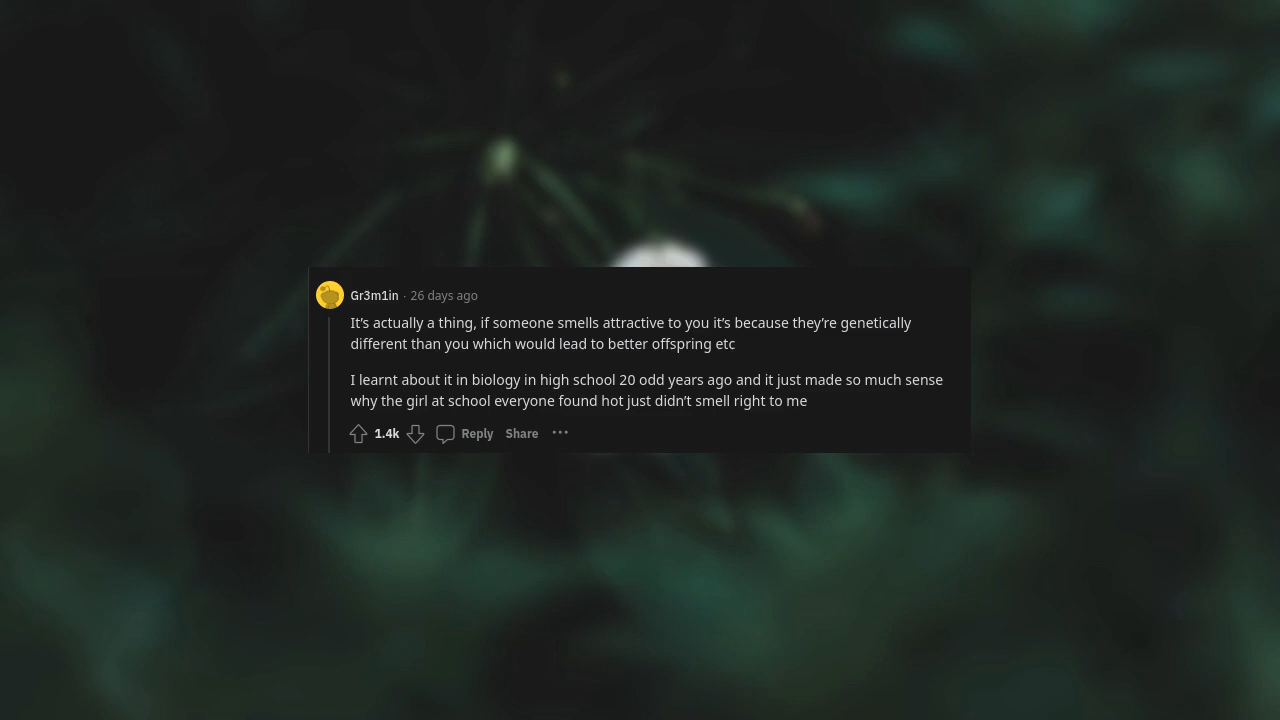 Gr3m1in · 26 days ago
It’s actually a thing, if someone smells attractive to you it’s because they’re genetically
different than you which would lead to better offspring etc
I learnt about it in biology in high school 20 odd years ago and it just made so much sense
why the girl at school everyone found hot just didn’t smell right to me
1.4k Reply Share ···